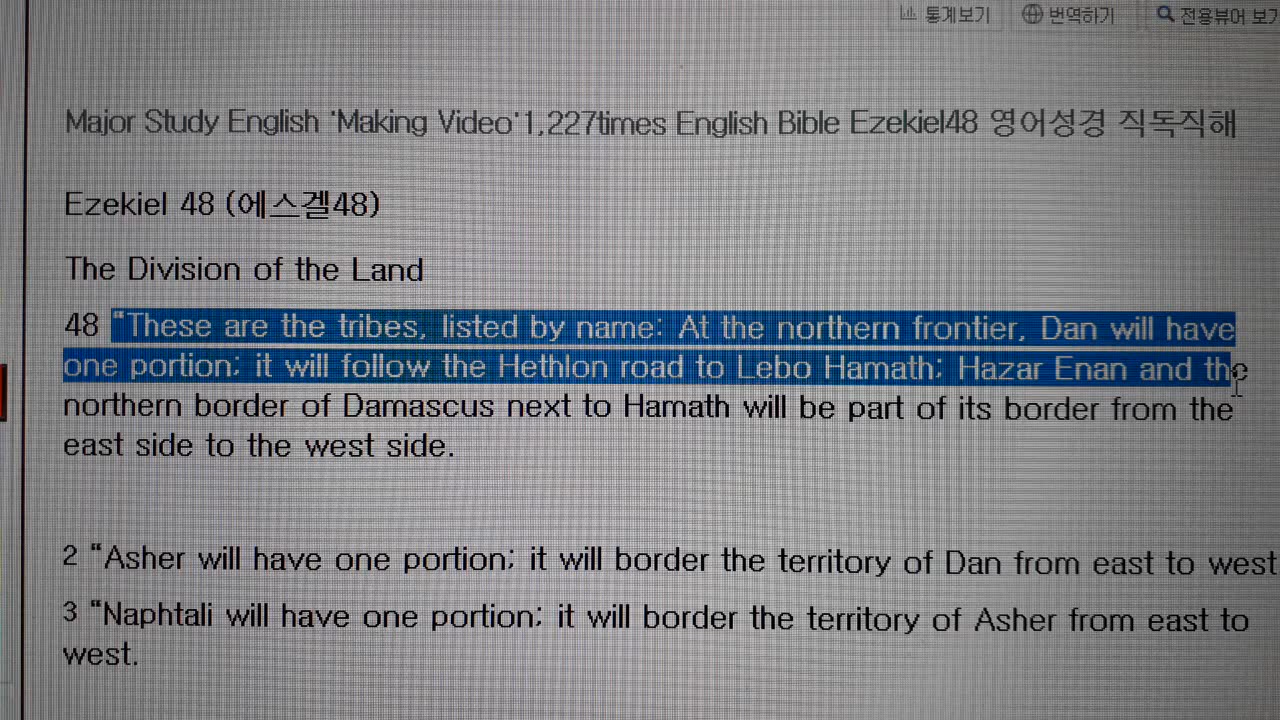 통계보기 번역하기 전용뷰어 보기
Major Study English 'Making Video'1,227times English Bible Ezekiel48 영어성경 직독직해
Ezekiel 48 (에스겔48)
The Division of the Land
48 "These are the tribes, listed by name: At the northern frontier, Dan will have
one portion; it will follow the Hethlon road to Lebo Hamath; Hazar Enan and the
northern border of Damascus next to Hamath will be part of its border from the
east side to the west side.
2 "Asher will have one portion; it will border the territory of Dan from east to west
3 "Naphtali will have one portion; it will border the territory of Asher from east to
west.